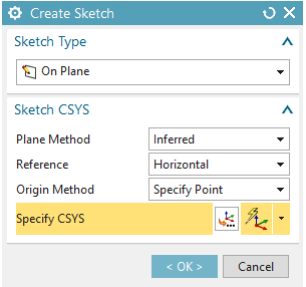 Create Sketch
Sketch Type
On Plane
Sketch CSYS
Plane Method Inferred
Reference Horizontal
Origin Method Specify Point
Specify CSYS
< OK > Cancel